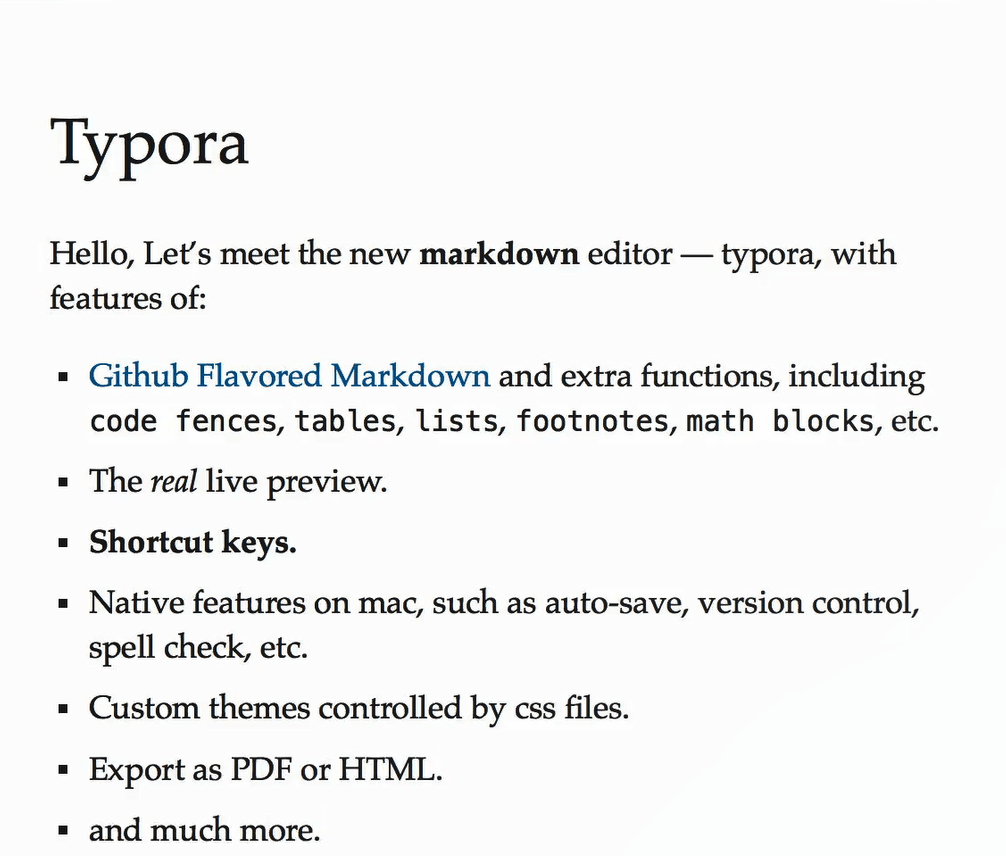 Typora
Hello, Let’s meet the new markdown editor — typora, with
features of:
Github Flavored Markdown and extra functions, including
code fences, tables, lists, footnotes, math blocks, etc.
The real live preview.
Shortcut keys.
Native features on mac, such as auto-save, version control,
spell check, etc.
Custom themes controlled by css files.
Export as PDF or HTML.
and much more.